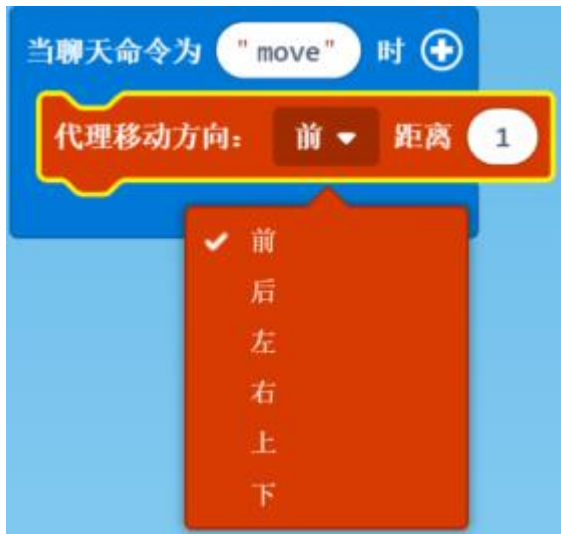 当聊天命令为 "move" 时
代理移动方向： 前 距离 1
前
后
左
右
上
下